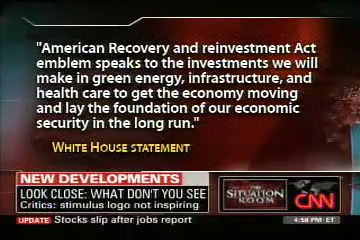 "American Recovery and reinvestment Act
emblem speaks to the investments we will
make in green energy, infrastructure, and
health care to get the economy moving
and lay the foundation of our economic
security in the long run."
WHITE HOUSE STATEMENT
NEW DEVELOPMENTS
LOOK CLOSE: WHAT DON'T YOU SEE
Critics: stimulus logo not inspiring
THE
SITUATION
ROOM
CNN
UPDATE Stocks slip after jobs report
4:58 PM ET